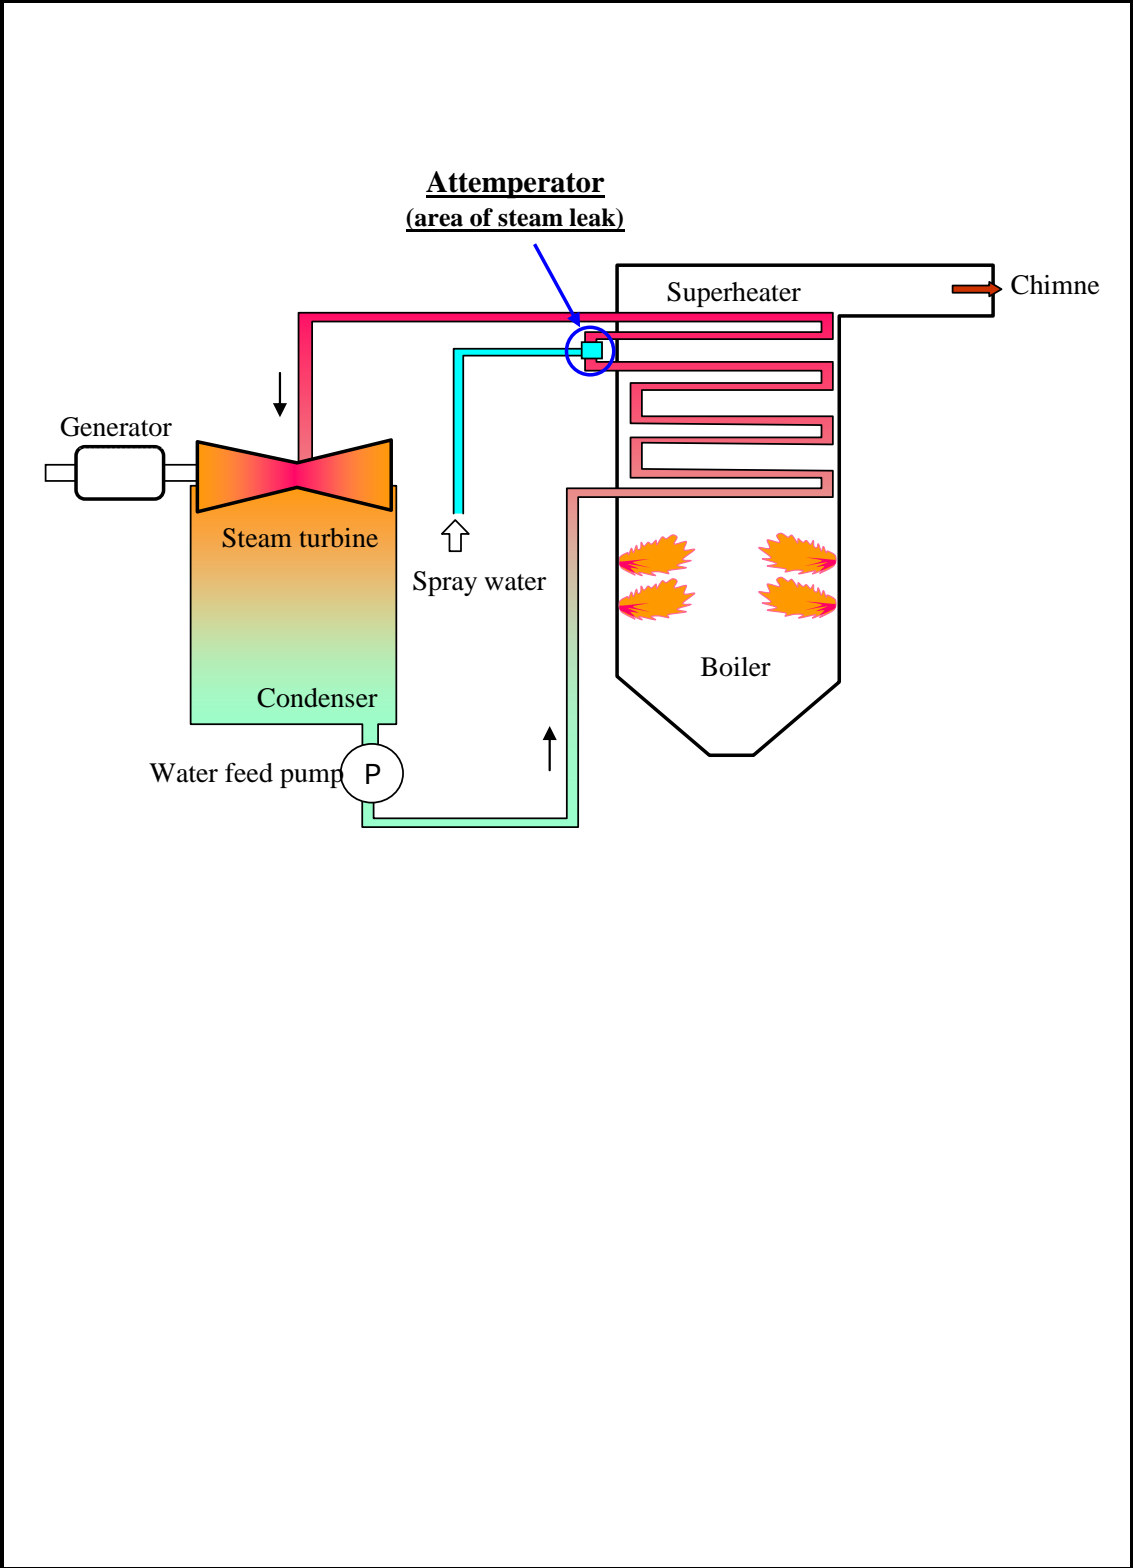 Attemperator
(area of steam leak)
Superheater
Chimne
Generator
Steam turbine
Spray water
Boiler
Condenser
Water feed pump
P